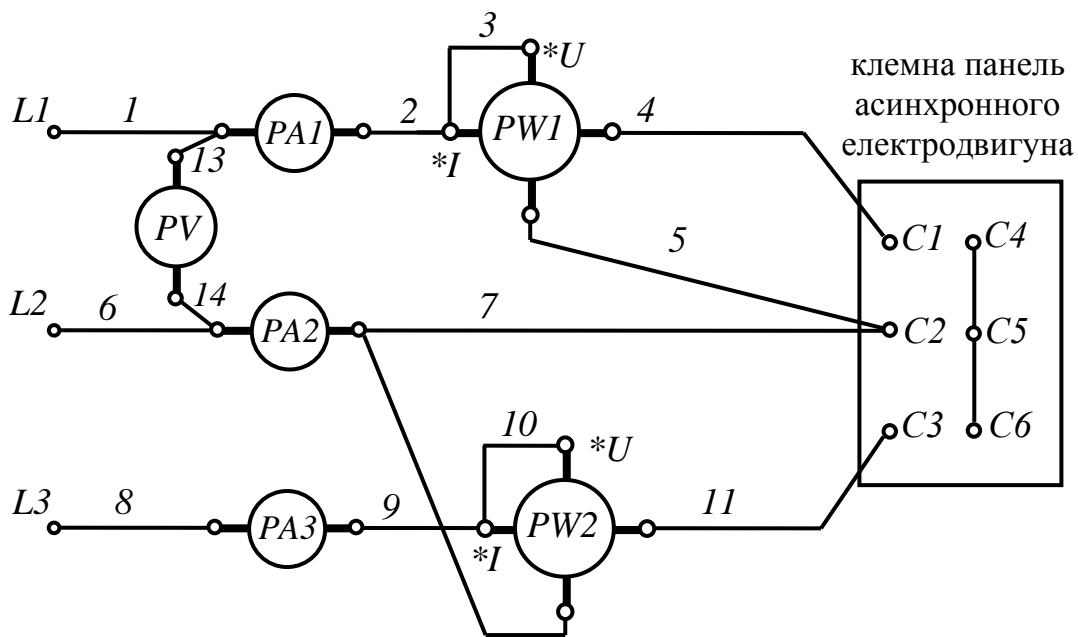 3
*U
клемна панель
асинхронного
електродвигуна
L1
1
PA1
2
*I
PW1
4
13
PV
5
C1
C4
14
L2
6
PA2
7
C2
C5
10
*U
C3
C6
L3
8
PA3
9
*I
PW2
11